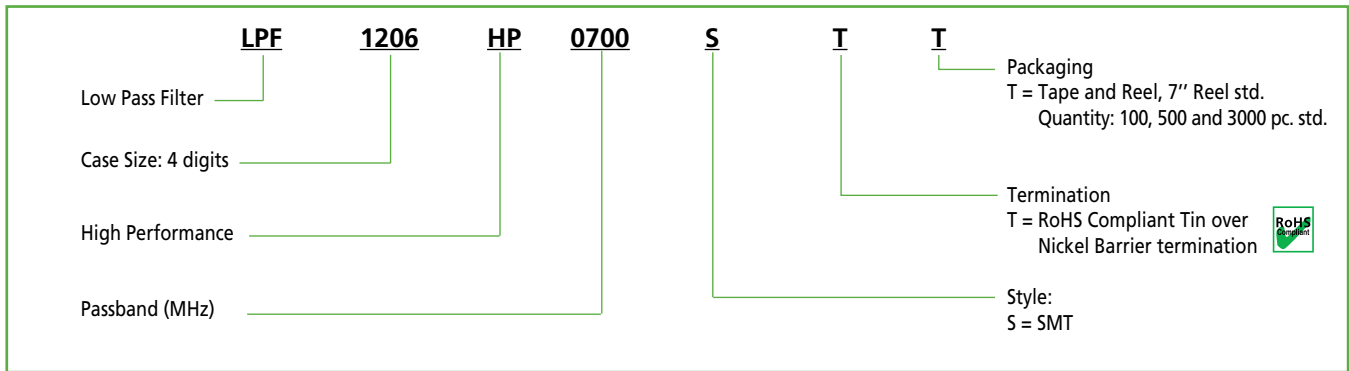 LPF 1206 HP 0700 S T T
Low Pass Filter
Case Size: 4 digits
High Performance
Passband (MHz)
Packaging
T = Tape and Reel, 7'' Reel std.
Quantity: 100, 500 and 3000 pc. std.
Termination
T = RoHS Compliant Tin over
Nickel Barrier termination
RoHS
Compliant
Style:
S = SMT